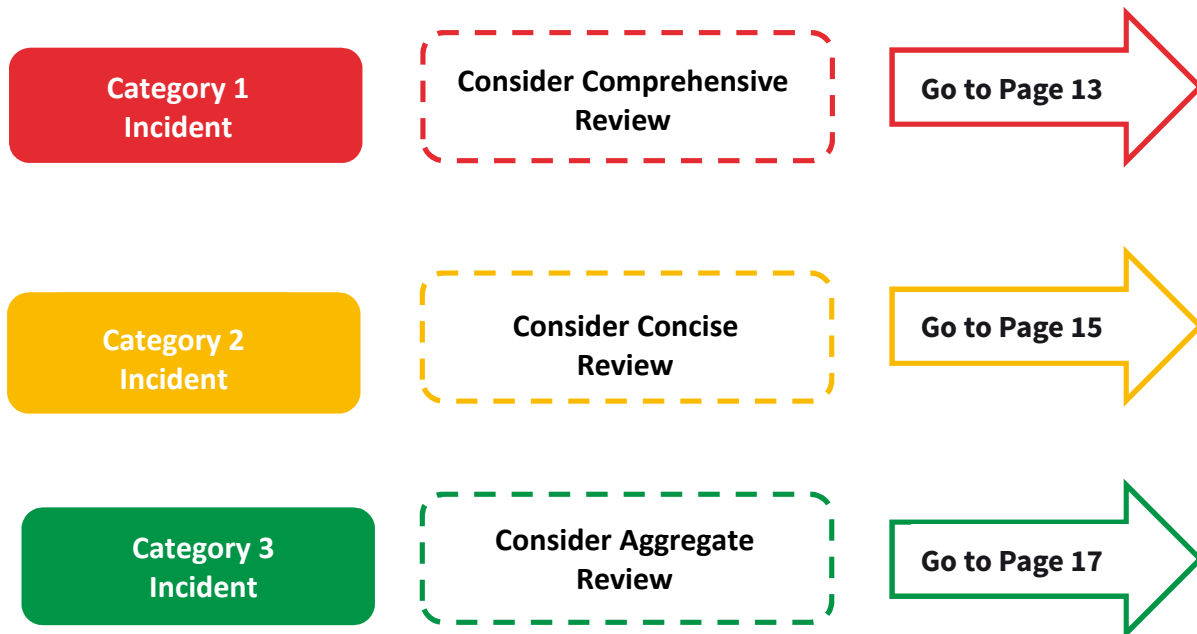 Category 1
Incident
Consider Comprehensive
Review
Go to Page 13
Category 2
Incident
Consider Concise
Review
Go to Page 15
Category 3
Incident
Consider Aggregate
Review
Go to Page 17